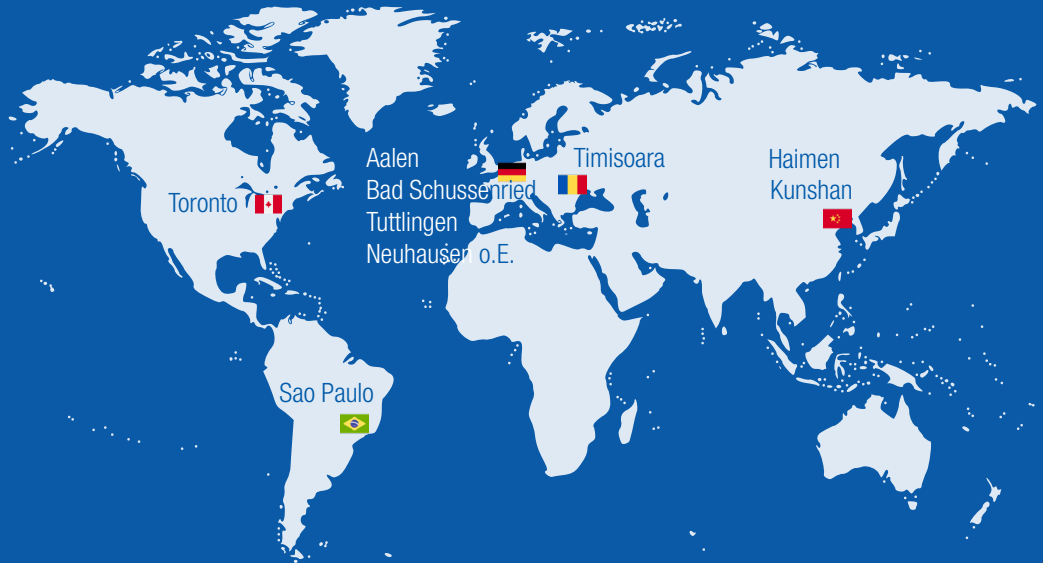 Aalen
Bad Schussenried
Tuttlingen
Neuhausen o.E.
Timisoara
Haimen
Kunshan
Toronto
Sao Paulo